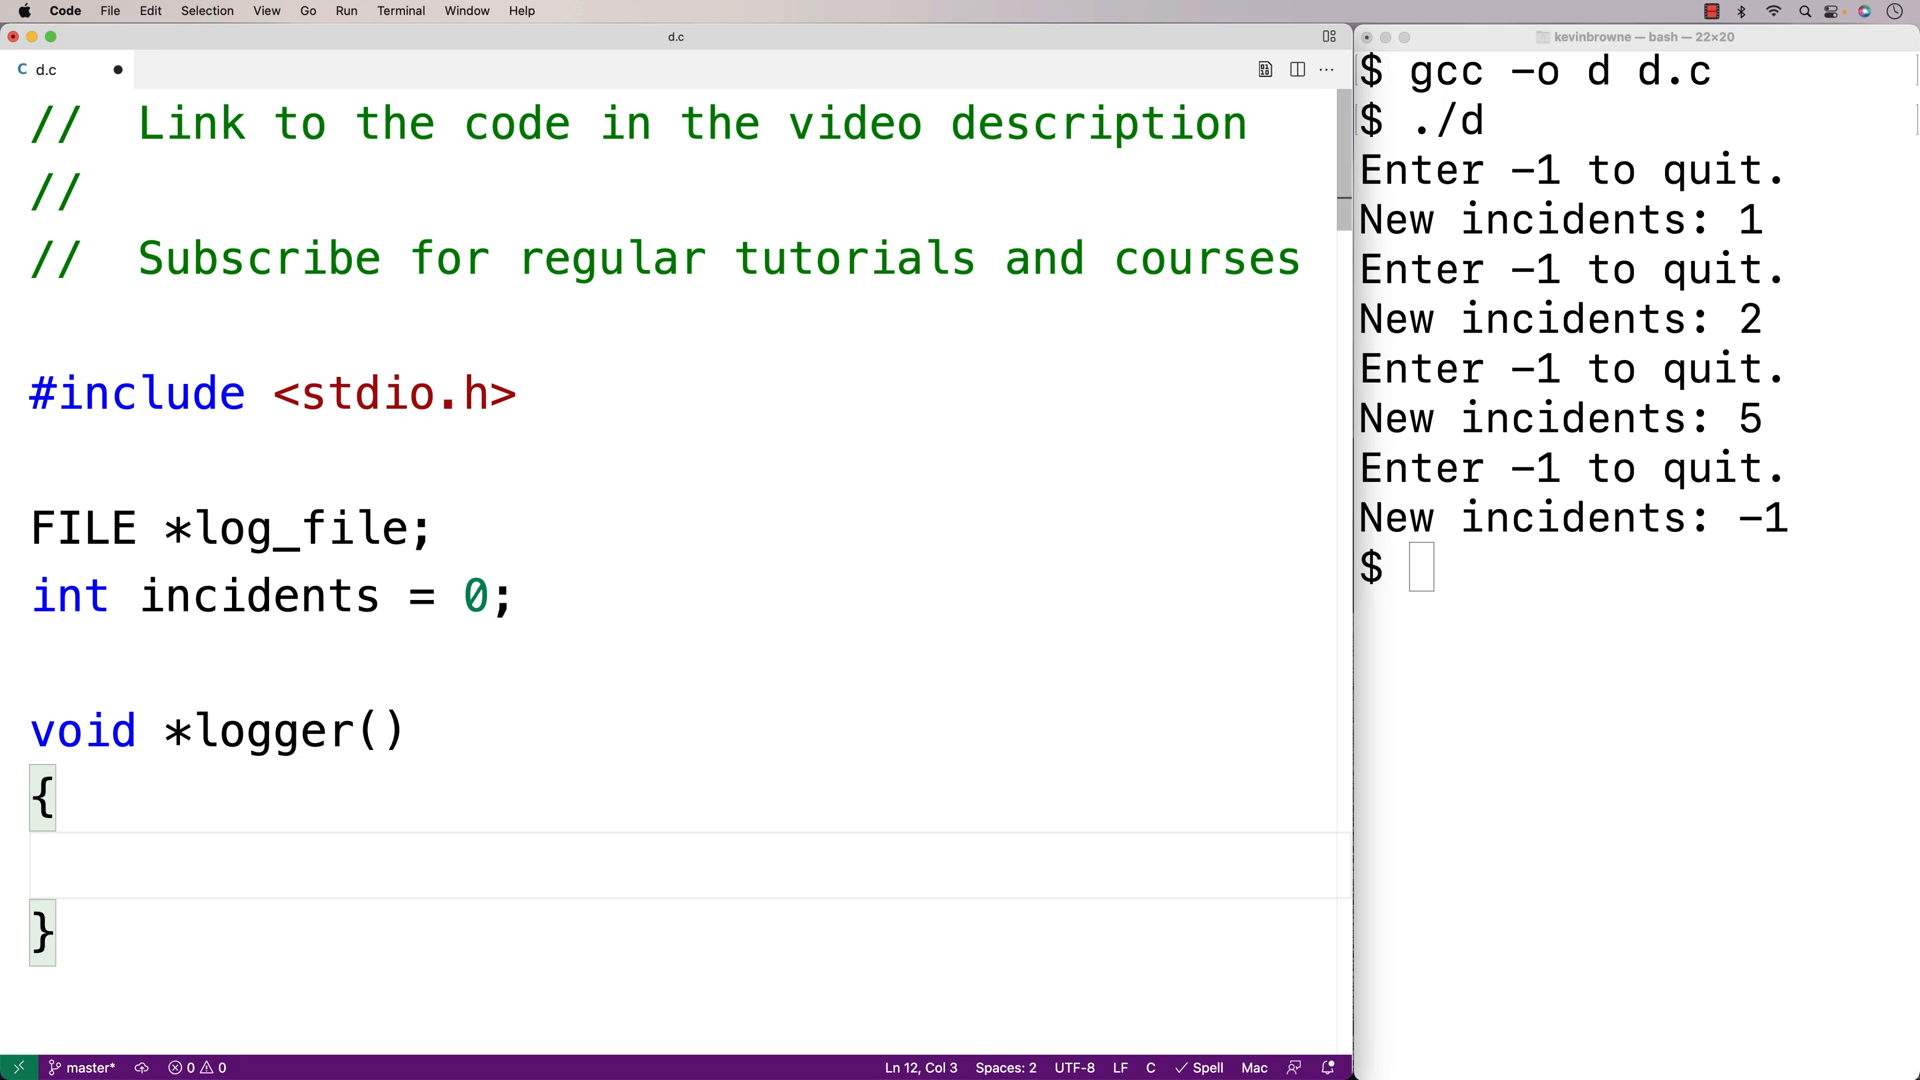 Code File Edit Selection View Go Run Terminal Window Help
d.c
C d.c
// Link to the code in the video description
//
// Subscribe for regular tutorials and courses
#include <stdio.h>
FILE *log_file;
int incidents = 0;
void *logger()
{
}
master* 0 0 Ln 12, Col 3 Spaces: 2 UTF-8 LF C Spell Mac
kevinbrowne — bash — 22×20
$ gcc -o d d.c
$ ./d
Enter -1 to quit.
New incidents: 1
Enter -1 to quit.
New incidents: 2
Enter -1 to quit.
New incidents: 5
Enter -1 to quit.
New incidents: -1
$